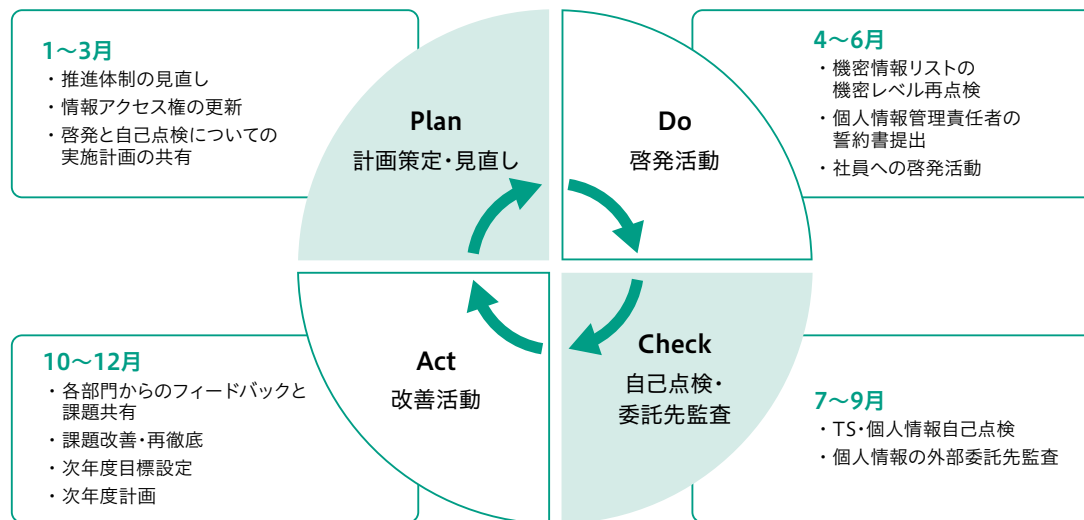 1～3月
・推進体制の見直し
・情報アクセス権の更新
・啓発と自己点検についての
実施計画の共有
Plan
計画策定・見直し
Do
啓発活動
4～6月
・機密情報リストの
機密レベル再点検
・個人情報管理責任者の
誓約書提出
・社員への啓発活動
10～12月
・各部門からのフィードバックと
課題共有
・課題改善・再徹底
・次年度目標設定
・次年度計画
Act
改善活動
Check
自己点検・
委託先監査
7～9月
・TS・個人情報自己点検
・個人情報の外部委託先監査